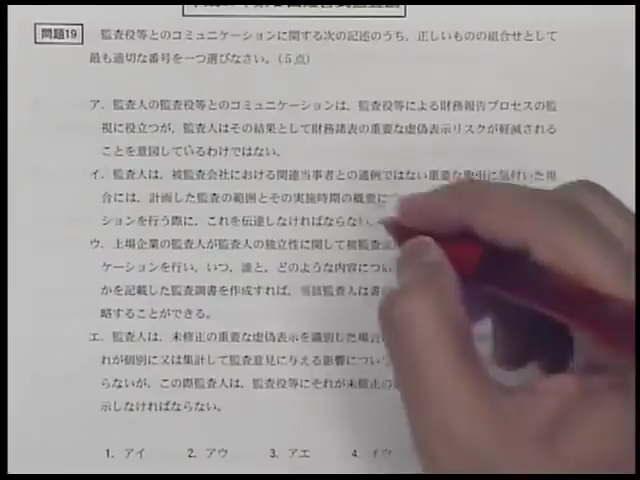 問題19 監査役等とのコミュニケーションに関する次の記述のうち、正しいものの組合せとして
最も適切な番号を一つ選びなさい。(5点)
ア．監査人の監査役等とのコミュニケーションは、監査役等による財務報告プロセスの監
視に役立つが、監査人はその結果として財務諸表の重要な虚偽表示リスクが軽減される
ことを意図しているわけではない。
イ．監査人は、被監査会社における関連当事者との通例ではない重要な取引に気付いた場
合には、計画した監査の範囲とその実施時期の概要に
ションを行う際に、これを伝達しなければならない。
ウ．上場企業の監査人が監査人の独立性に関して被監査
ケーションを行い、いつ、誰と、どのような内容につ
かを記載した監査調書を作成すれば、当該監査人は書
略することができる。
エ．監査人は、未修正の重要な虚偽表示を識別した場合
れが個別に又は集計して監査意見に与える影響につい
らないが、この際監査人は、監査役等にそれが未修正の
示しなければならない。
1．アイ 2．アウ 3．アエ 4．イウ